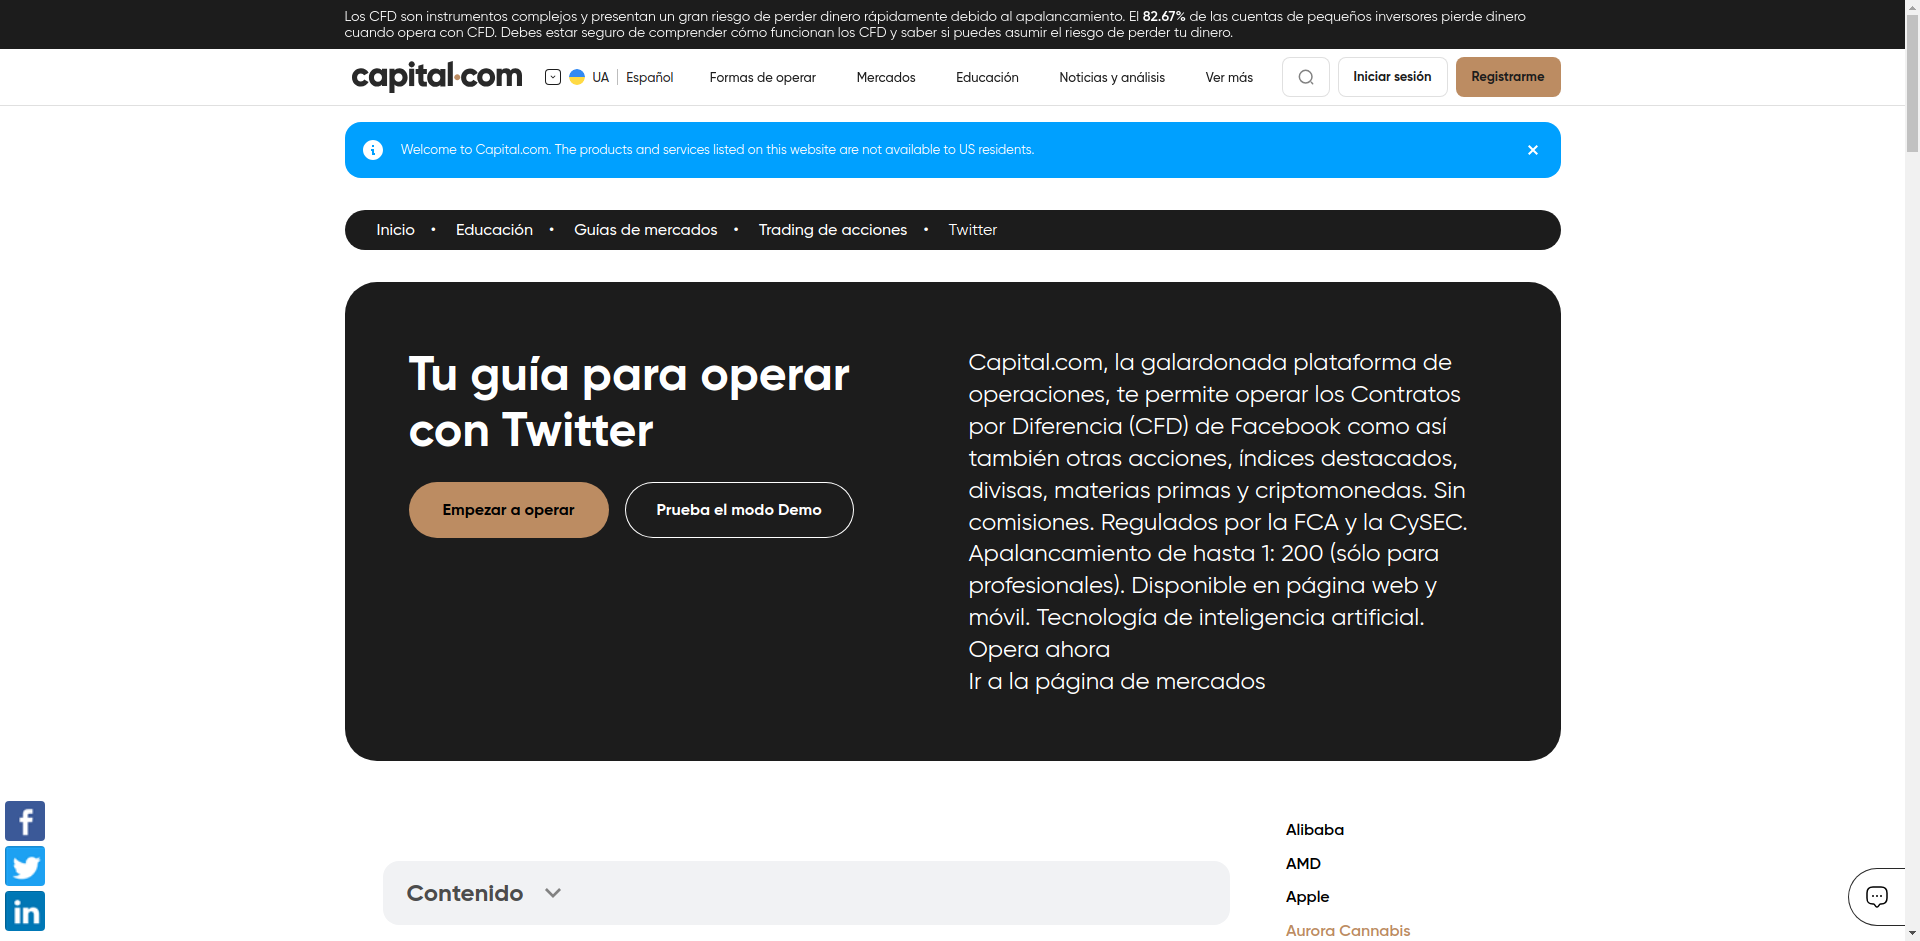 Los CFD son instrumentos complejos y presentan un gran riesgo de perder dinero rápidamente debido al apalancamiento. El 82.67% de las cuentas de pequeños inversores pierde dinero
cuando opera con CFD. Debes estar seguro de comprender cómo funcionan los CFD y saber si puedes asumir el riesgo de perder tu dinero.
capital.com
UA | Español
Formas de operar
Mercados
Educación
Noticias y análisis
Ver más
Iniciar sesión
Registrarme
Welcome to Capital.com. The products and services listed on this website are not available to US residents.
Inicio • Educación • Guías de mercados • Trading de acciones • Twitter
Tu guía para operar
con Twitter
Empezar a operar
Prueba el modo Demo
Capital.com, la galardonada plataforma de
operaciones, te permite operar los Contratos
por Diferencia (CFD) de Facebook como así
también otras acciones, índices destacados,
divisas, materias primas y criptomonedas. Sin
comisiones. Regulados por la FCA y la CySEC.
Apalancamiento de hasta 1: 200 (sólo para
profesionales). Disponible en página web y
móvil. Tecnología de inteligencia artificial.
Opera ahora
Ir a la página de mercados
Contenido
Alibaba
AMD
Apple
Aurora Cannabis